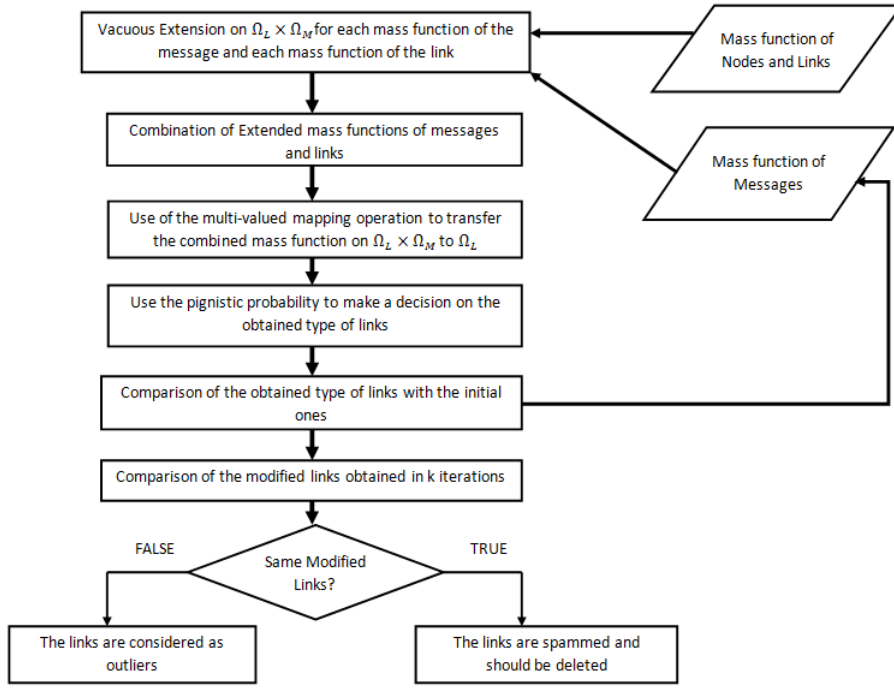 Vacuous Extension on Ω_L × Ω_M for each mass function of the
message and each mass function of the link
Mass function of
Nodes and Links
Combination of Extended mass functions of messages
and links
Mass function of
Messages
Use of the multi-valued mapping operation to transfer
the combined mass function on Ω_L × Ω_M to Ω_L
Use the pignistic probability to make a decision on the
obtained type of links
Comparison of the obtained type of links with the initial
ones
Comparison of the modified links obtained in k iterations
FALSE
TRUE
Same Modified
Links?
The links are considered as
outliers
The links are spammed and
should be deleted